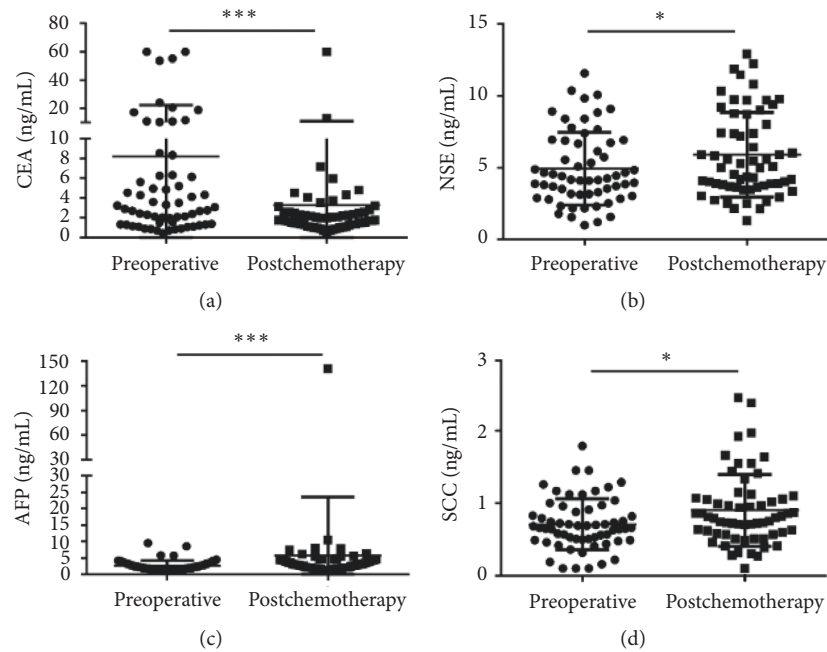 ***
80
60
40
20
10
8
6
4
2
0
CEA (ng/mL)
Preoperative Postchemotherapy
(a)
*
15
10
5
0
NSE (ng/mL)
Preoperative Postchemotherapy
(b)
***
150
120
90
60
30
30
25
20
15
10
5
0
AFP (ng/mL)
Preoperative Postchemotherapy
(c)
*
3
2
1
0
SCC (ng/mL)
Preoperative Postchemotherapy
(d)